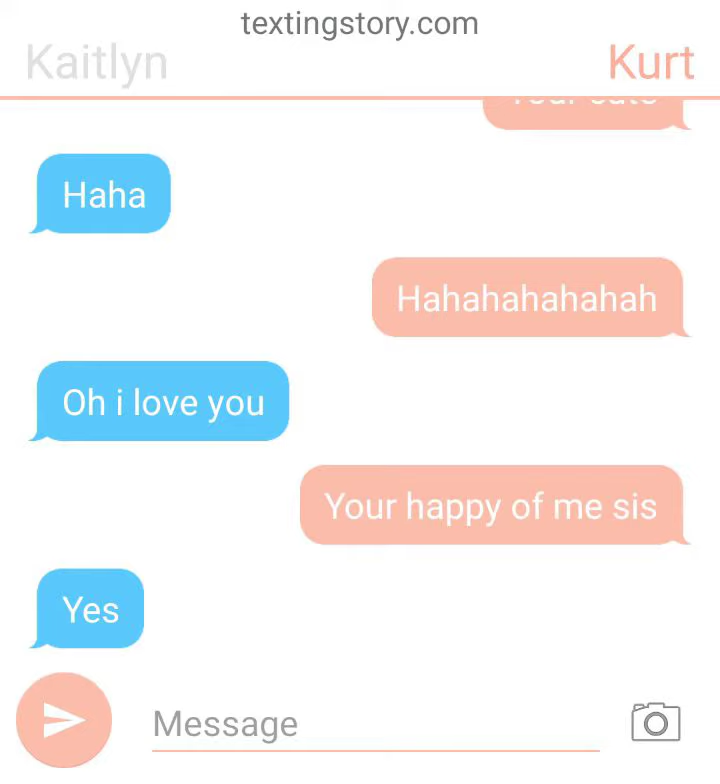 textingstory.com
Kaitlyn
Kurt
Haha
Hahahahahahah
Oh i love you
Your happy of me sis
Yes
Message